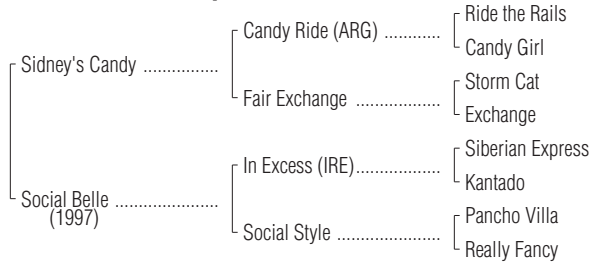 Ride the Rails
Candy Ride (ARG) ............
Candy Girl
Sidney's Candy ................
Storm Cat
Fair Exchange ..................
Exchange
Siberian Express
In Excess (IRE).................
Kantado
Social Belle ......................
(1997)
Pancho Villa
Social Style ......................
Really Fancy